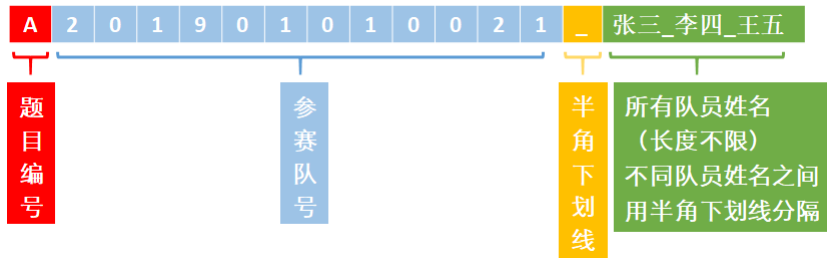 A201901010021_张三_李四_王五
题目编号
参赛队号
半角下划线
所有队员姓名
（长度不限）
不同队员姓名之间
用半角下划线分隔